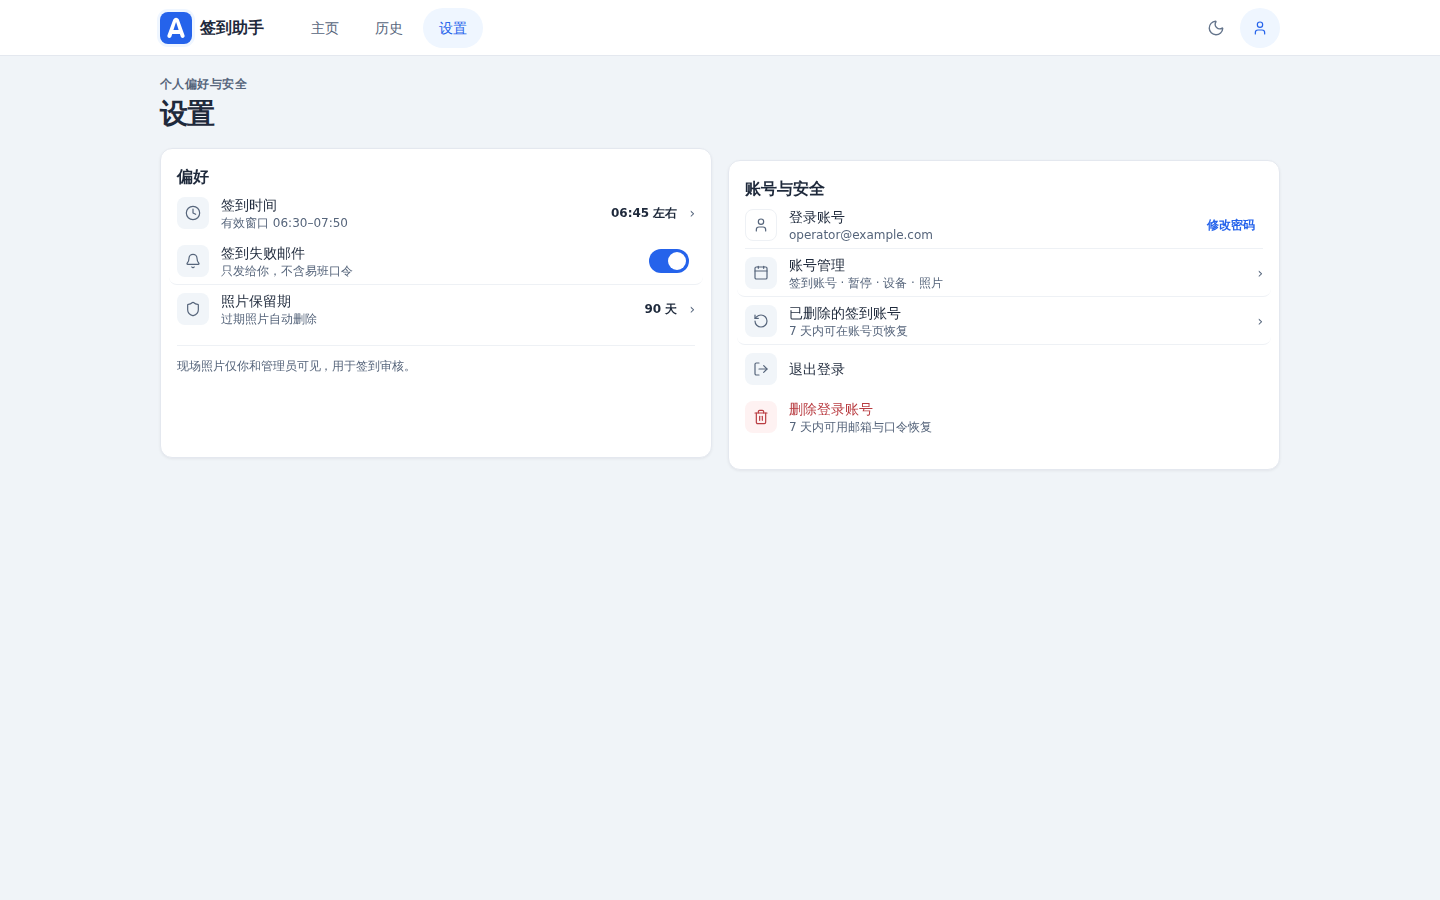 签到助手
主页
历史
设置
个人偏好与安全
设置
偏好
签到时间
有效窗口 06:30–07:50
06:45 左右
签到失败邮件
只发给你，不含易班口令
照片保留期
过期照片自动删除
90 天
现场照片仅你和管理员可见，用于签到审核。
账号与安全
登录账号
operator@example.com
修改密码
账号管理
签到账号 · 暂停 · 设备 · 照片
已删除的签到账号
7 天内可在账号页恢复
退出登录
删除登录账号
7 天内可用邮箱与口令恢复